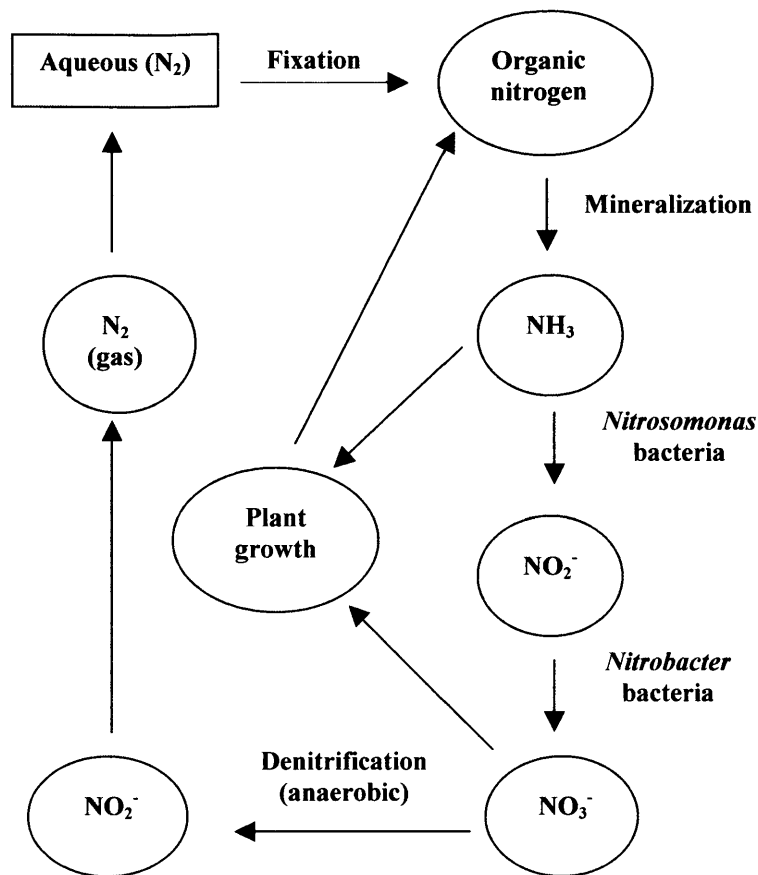 Aqueous (N₂)
Fixation
Organic
nitrogen
Mineralization
N₂
(gas)
NH₃
Nitrosomonas
bacteria
Plant
growth
NO₂⁻
Nitrobacter
bacteria
Denitrification
(anaerobic)
NO₂⁻
NO₃⁻